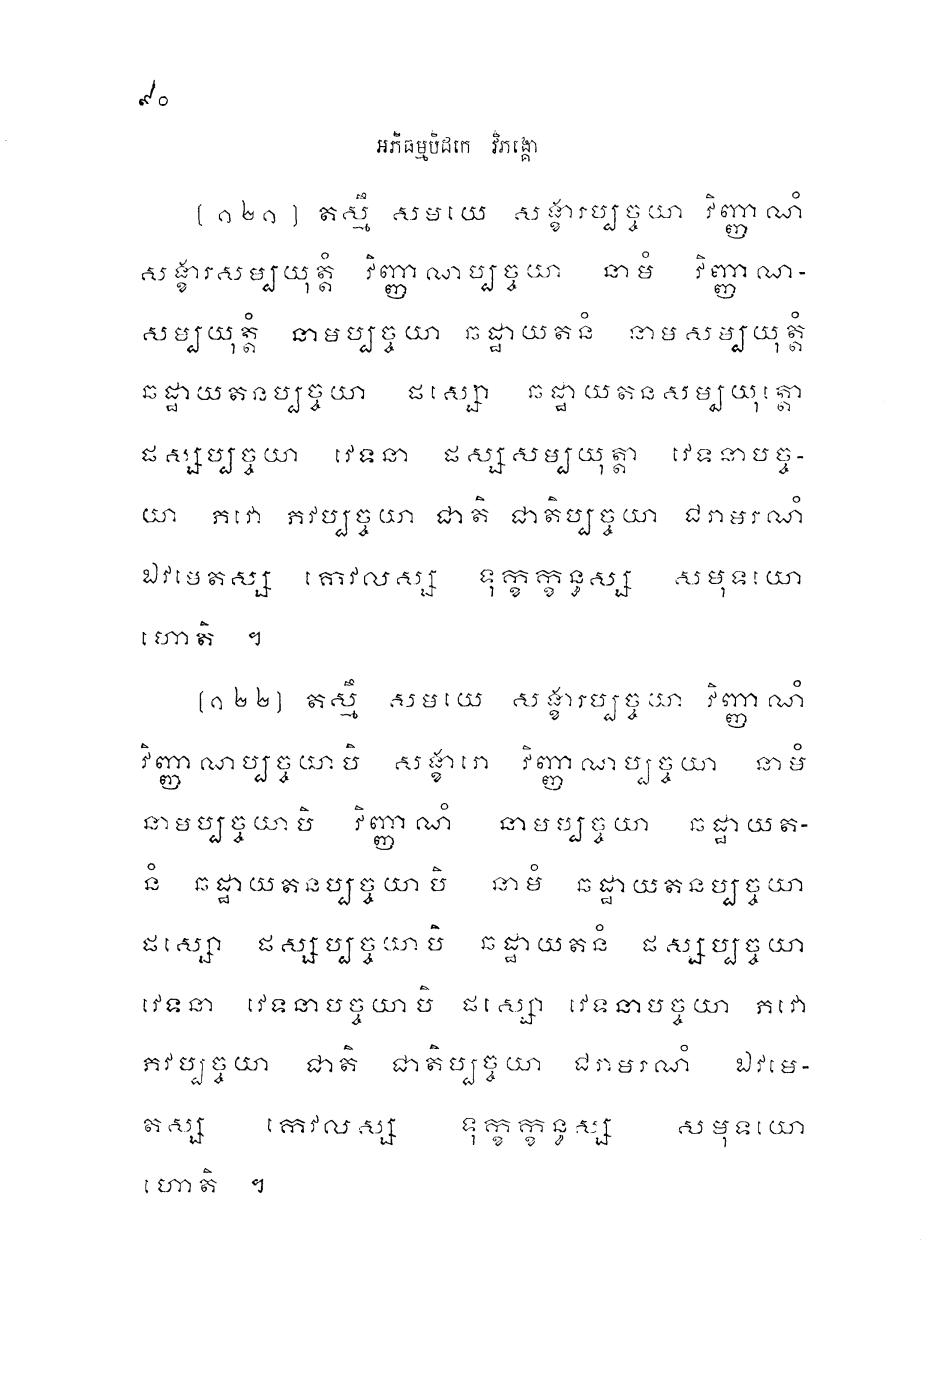 ៩០
អភិធម្មបិដកេ វិភង្គោ
[១២១] តស្មឹ សមយេ សង្ខារប្បច្ចយា វិញ្ញាណំ
សង្ខារសម្បយុត្តំ វិញ្ញាណប្បច្ចយា នាមំ វិញ្ញាណ-
សម្បយុត្តំ នាមប្បច្ចយា ឆដ្ឋាយតនំ នាមសម្បយុត្តំ
ឆដ្ឋាយតនប្បច្ចយា ផស្សោ ឆដ្ឋាយតនសម្បយុត្តោ
ផស្សប្បច្ចយា វេទនា ផស្សសម្បយុត្តា វេទនាបច្ច-
យា ភវោ ភវប្បច្ចយា ជាតិ ជាតិប្បច្ចយា ជរាមរណំ
ឯវមេតស្ស កេវលស្ស ទុក្ខក្ខន្ធស្ស សមុទយោ
ហោតិ ។
[១២២] តស្មឹ សមយេ សង្ខារប្បច្ចយា វិញ្ញាណំ
វិញ្ញាណប្បច្ចយាបិ សង្ខារោ វិញ្ញាណប្បច្ចយា នាមំ
នាមប្បច្ចយាបិ វិញ្ញាណំ នាមប្បច្ចយា ឆដ្ឋាយត-
នំ ឆដ្ឋាយតនប្បច្ចយាបិ នាមំ ឆដ្ឋាយតនប្បច្ចយា
ផស្សោ ផស្សប្បច្ចយាបិ ឆដ្ឋាយតនំ ផស្សប្បច្ចយា
វេទនា វេទនាបច្ចយាបិ ផស្សោ វេទនាបច្ចយា ភវោ
ភវប្បច្ចយា ជាតិ ជាតិប្បច្ចយា ជរាមរណំ ឯវមេ-
តស្ស កេវលស្ស ទុក្ខក្ខន្ធស្ស សមុទយោ
ហោតិ ។